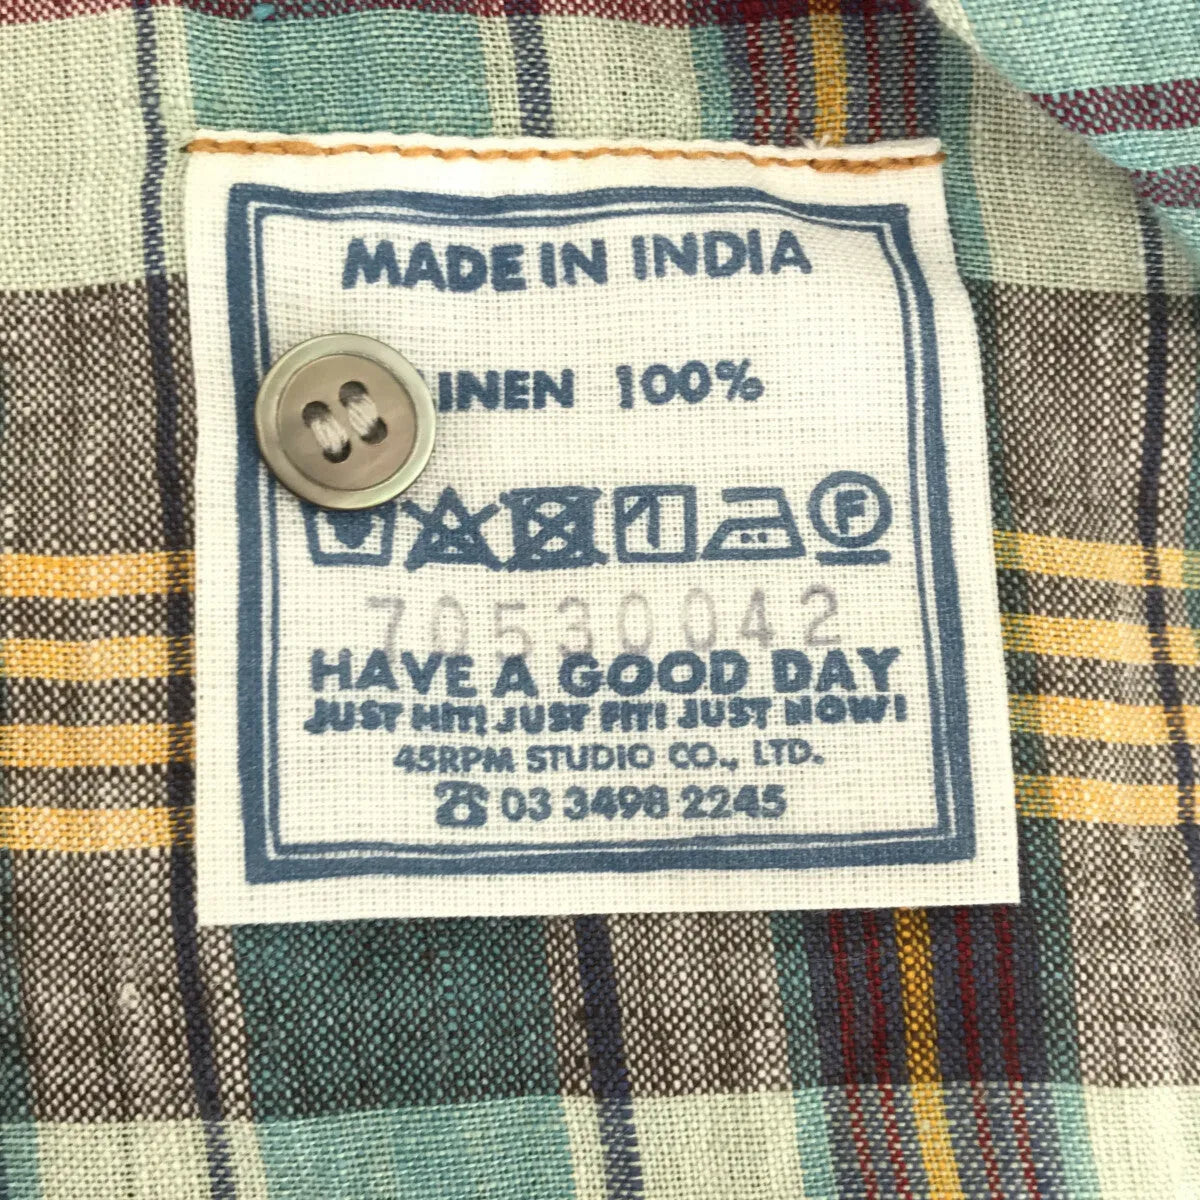 MADE IN INDIA
LINEN 100%
F
70530042
HAVE A GOOD DAY
JUST HIT! JUST FIT! JUST NOW!
45RPM STUDIO CO., LTD.
☎ 03 3498 2245